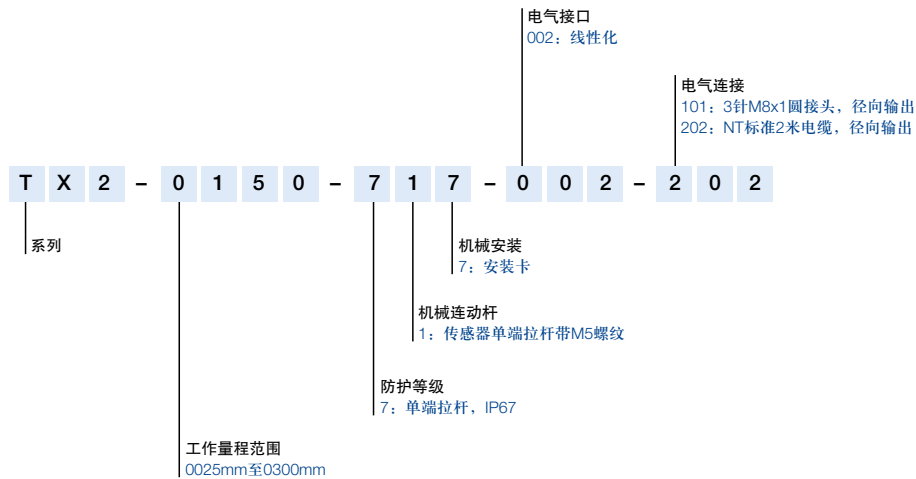 电气接口
002：线性化
电气连接
101：3针M8x1圆接头，径向输出
202：NT标准2米电缆，径向输出
T X 2 – 0 1 5 0 – 7 1 7 – 0 0 2 – 2 0 2
系列
机械安装
7：安装卡
机械连动杆
1：传感器单端拉杆带M5螺纹
防护等级
7：单端拉杆，IP67
工作量程范围
0025mm至0300mm